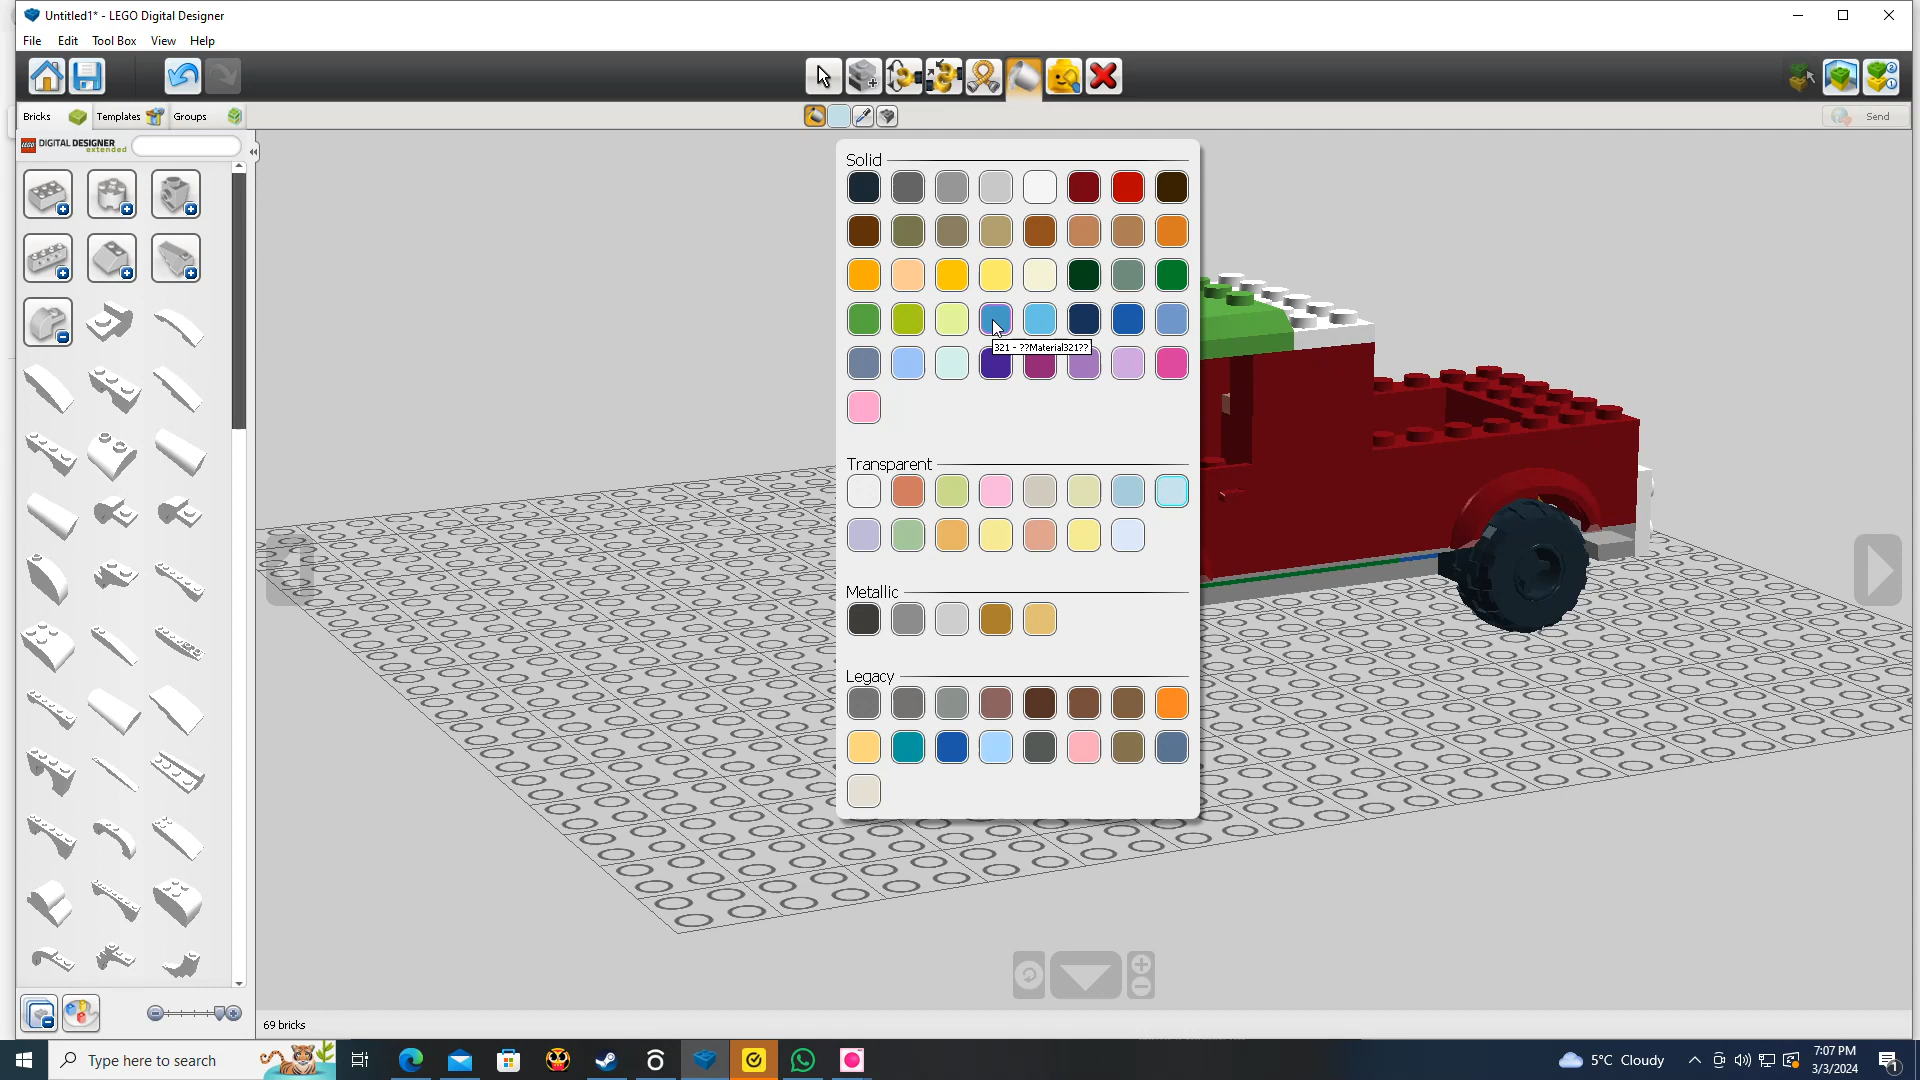 Untitled1* - LEGO Digital Designer
File Edit Tool Box View Help
Bricks Templates Groups
Send
LEGO DIGITAL DESIGNER
extended
Solid
321 - ??Material321??
Transparent
Metallic
Legacy
69 bricks
Type here to search
5°C Cloudy
7:07 PM
3/3/2024